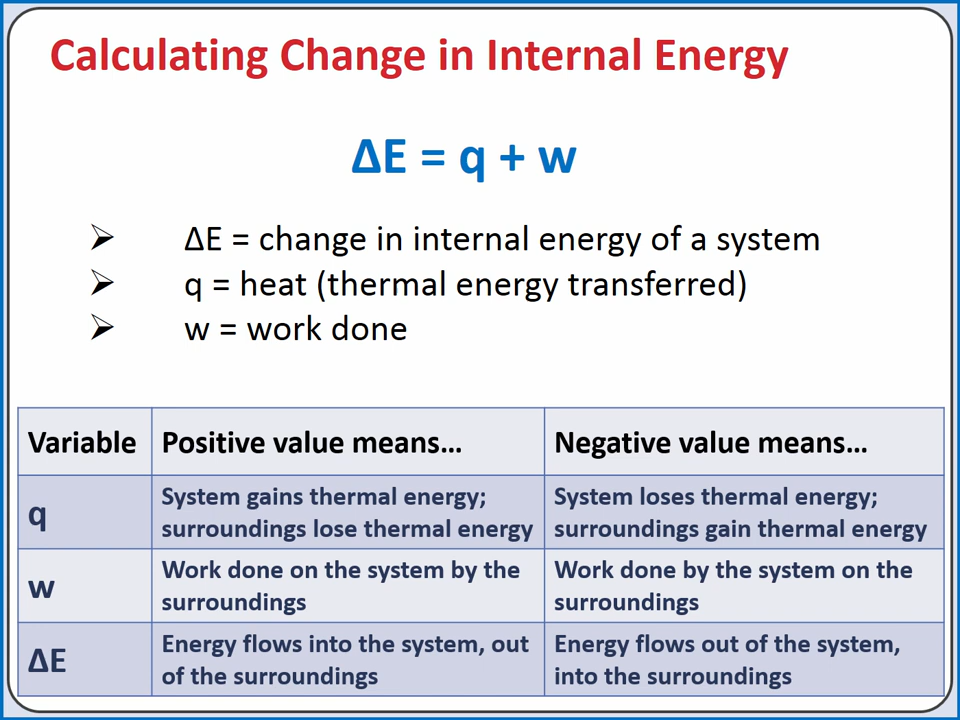 Calculating Change in Internal Energy
ΔE = q + w
➢ ΔE = change in internal energy of a system
➢ q = heat (thermal energy transferred)
➢ w = work done
Variable Positive value means… Negative value means…
q
System gains thermal energy;
surroundings lose thermal energy
System loses thermal energy;
surroundings gain thermal energy
w
Work done on the system by the
surroundings
Work done by the system on the
surroundings
ΔE
Energy flows into the system, out
of the surroundings
Energy flows out of the system,
into the surroundings